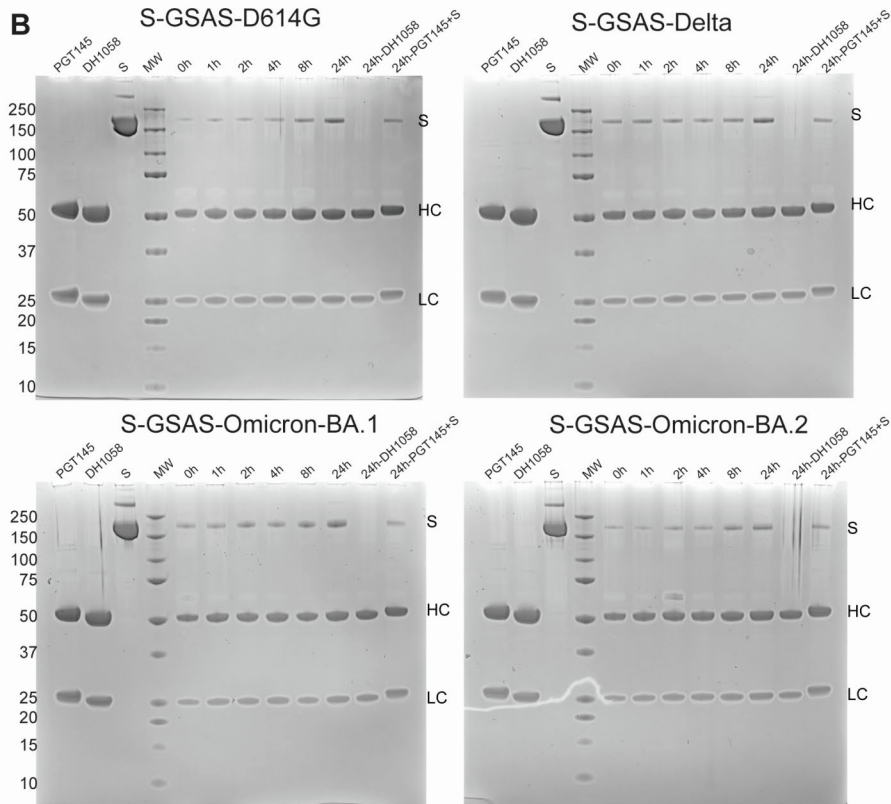 B
S-GSAS-D614G
PGT145 DH1058 S MW 0h 1h 2h 4h 8h 24h 24h-DH1058 24h-PGT145+S
250
150
100
75
50
37
25
20
15
10
S
HC
LC
S-GSAS-Delta
PGT145 DH1058 S MW 0h 1h 2h 4h 8h 24h 24h-DH1058 24h-PGT145+S
S
HC
LC
S-GSAS-Omicron-BA.1
PGT145 DH1058 S MW 0h 1h 2h 4h 8h 24h 24h-DH1058 24h-PGT145+S
250
150
100
75
50
37
25
20
15
10
S
HC
LC
S-GSAS-Omicron-BA.2
PGT145 DH1058 S MW 0h 1h 2h 4h 8h 24h 24h-DH1058 24h-PGT145+S
S
HC
LC